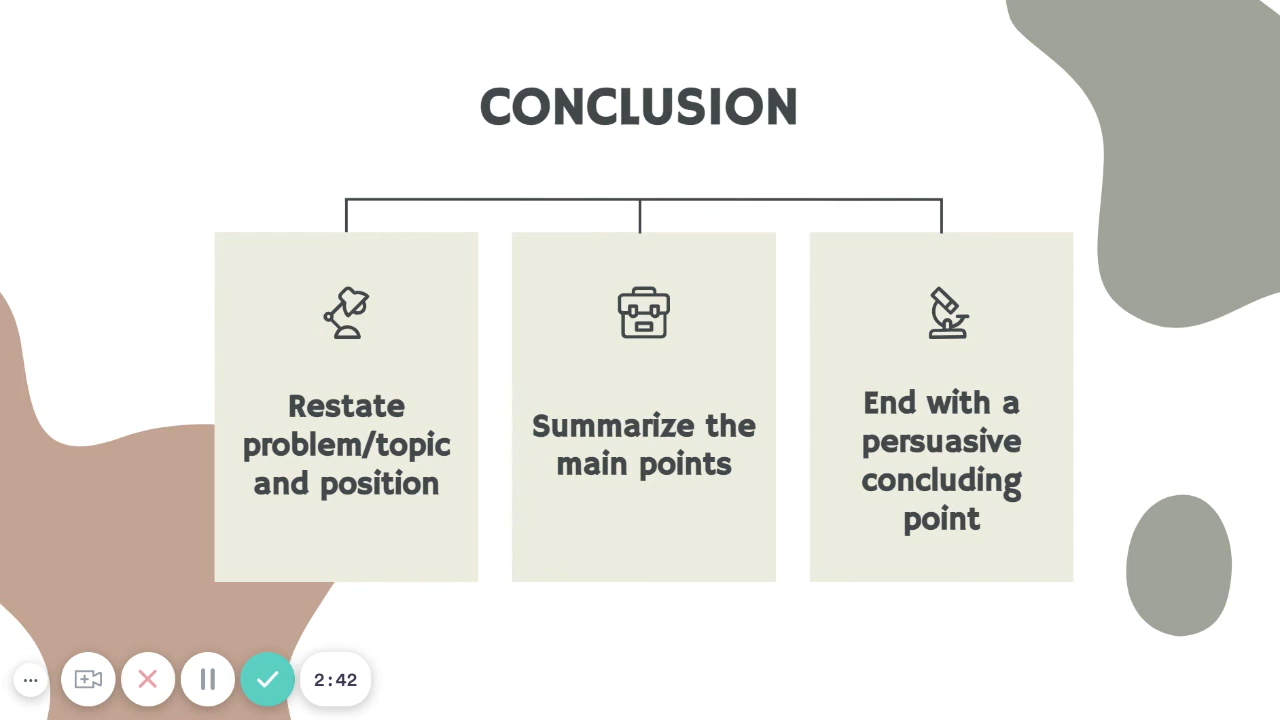 CONCLUSION
Restate
problem/topic
and position
Summarize the
main points
End with a
persuasive
concluding
point
2:42